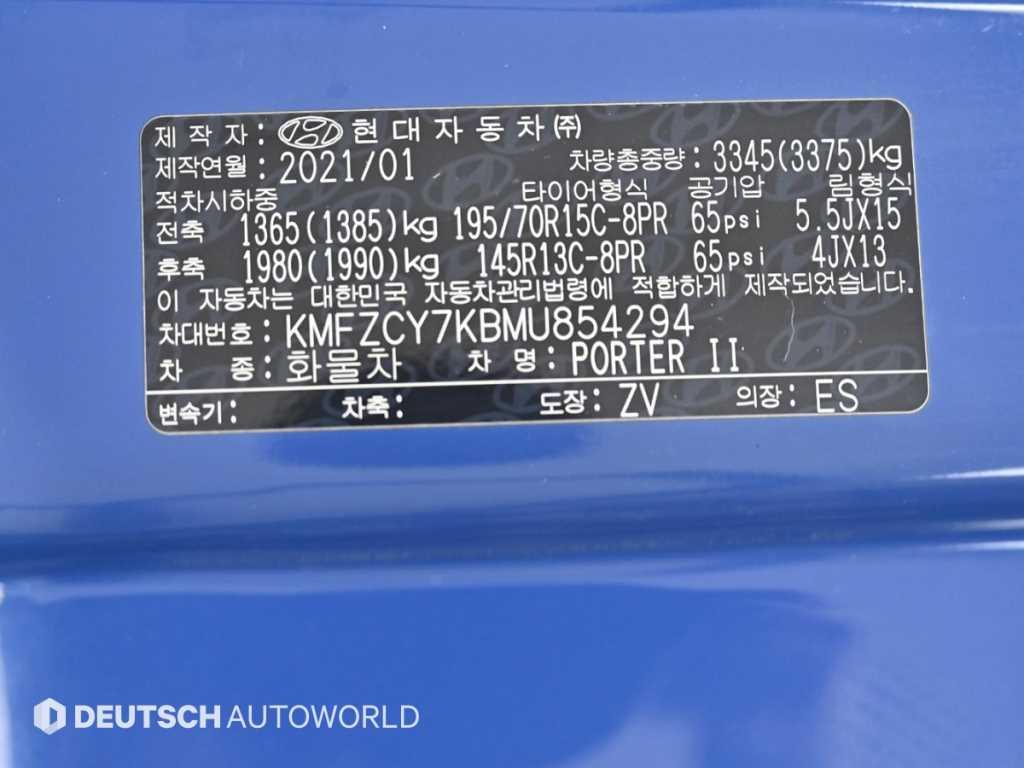 제 작 자 : 현대자동차㈜
제작연월 : 2021/01 차량총중량 : 3345(3375)kg
적차시하중 타이어형식 공기압 림형식
전축 1365(1385)kg 195/70R15C-8PR 65psi 5.5JX15
후축 1980(1990)kg 145R13C-8PR 65psi 4JX13
이 자동차는 대한민국 자동차관리법령에 적합하게 제작되었습니다.
차대번호 : KMFZCY7KBMU854294
차 종 : 화물차 차 명 : PORTER II
변속기 : 차축 : 도장 : ZV 의장 : ES
DEUTSCH AUTOWORLD